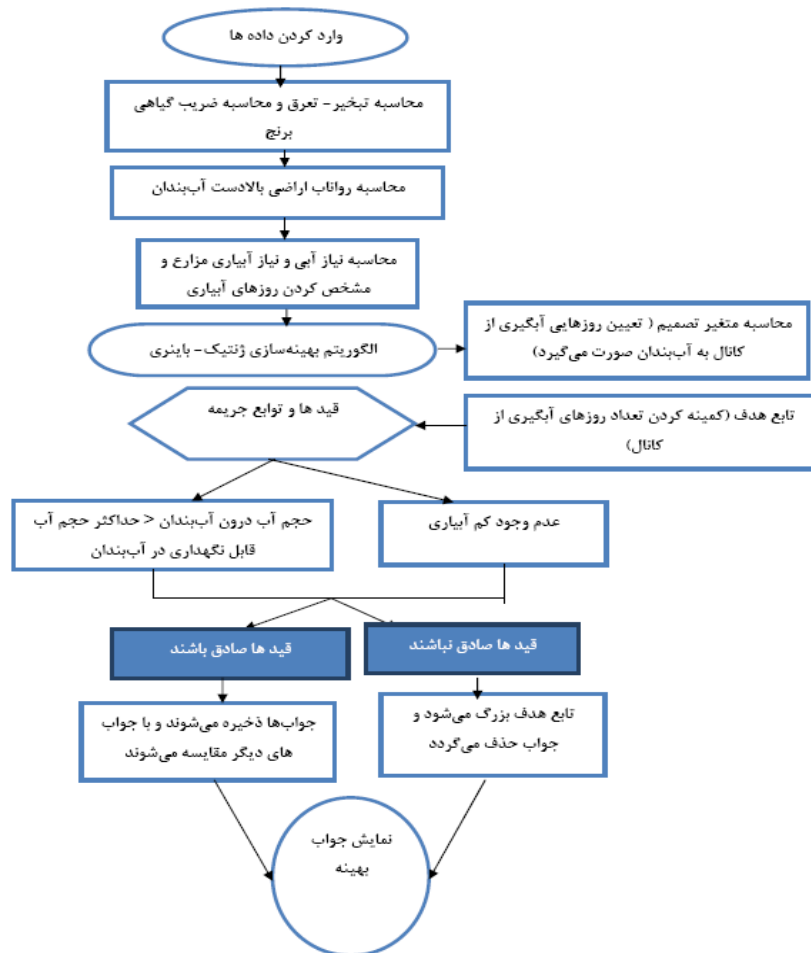 وارد کردن داده ها
محاسبه تبخیر - تعرق و محاسبه ضریب گیاهی
برنج
محاسبه رواناب اراضی بالادست آب‌بندان
محاسبه نیاز آبی و نیاز آبیاری مزارع و
مشخص کردن روزهای آبیاری
الگوریتم بهینه‌سازی ژنتیک - باینری
محاسبه متغیر تصمیم ( تعیین روزهایی آبگیری از
کانال به آب‌بندان صورت می‌گیرد)
قید ها و توابع جریمه
تابع هدف (کمینه کردن تعداد روزهای آبگیری از
کانال)
عدم وجود کم آبیاری
حجم آب درون آب‌بندان < حداکثر حجم آب
قابل نگهداری در آب‌بندان
قید ها صادق نباشند
قید ها صادق باشند
تابع هدف بزرگ می‌شود و
جواب حذف می‌گردد
جواب‌ها ذخیره می‌شوند و با جواب
های دیگر مقایسه می‌شوند
نمایش جواب
بهینه